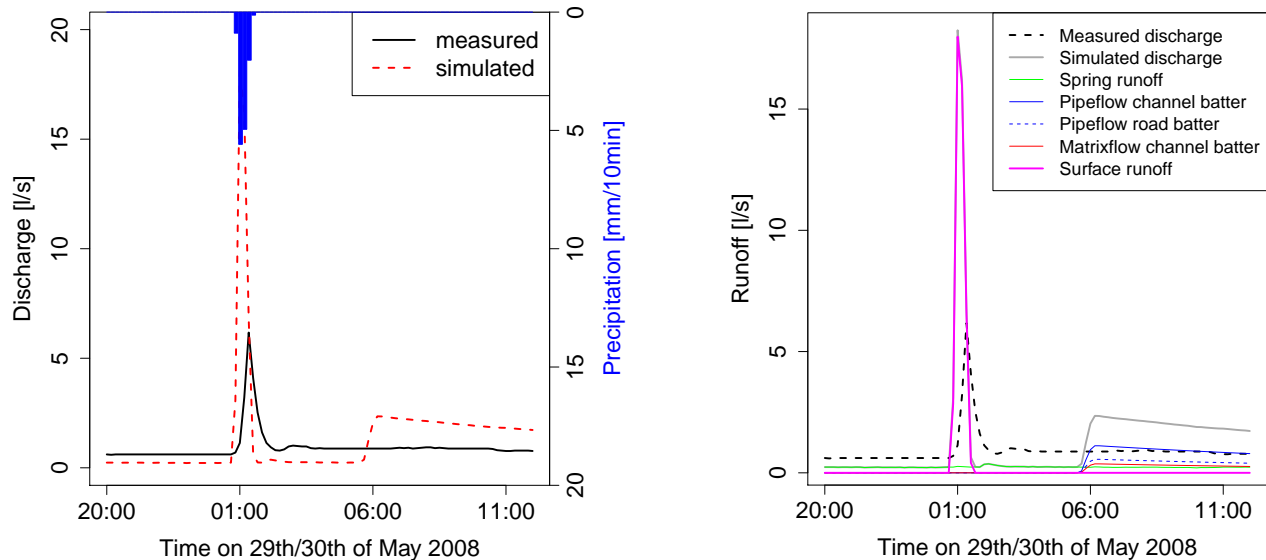 measured
simulated
Discharge [l/s]
0
5
10
15
20
Precipitation [mm/10min]
0
5
10
15
20
20:00
01:00
06:00
11:00
Time on 29th/30th of May 2008
Measured discharge
Simulated discharge
Spring runoff
Pipeflow channel batter
Pipeflow road batter
Matrixflow channel batter
Surface runoff
Runoff [l/s]
0
5
10
15
20:00
01:00
06:00
11:00
Time on 29th/30th of May 2008